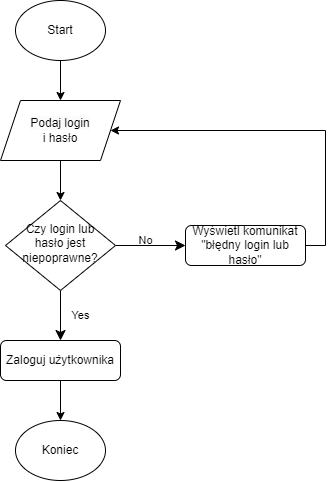 Start
Podaj login
i hasło
Czy login lub
hasło jest
niepoprawne?
No
Wyświetl komunikat
"błędny login lub
hasło"
Yes
Zaloguj użytkownika
Koniec